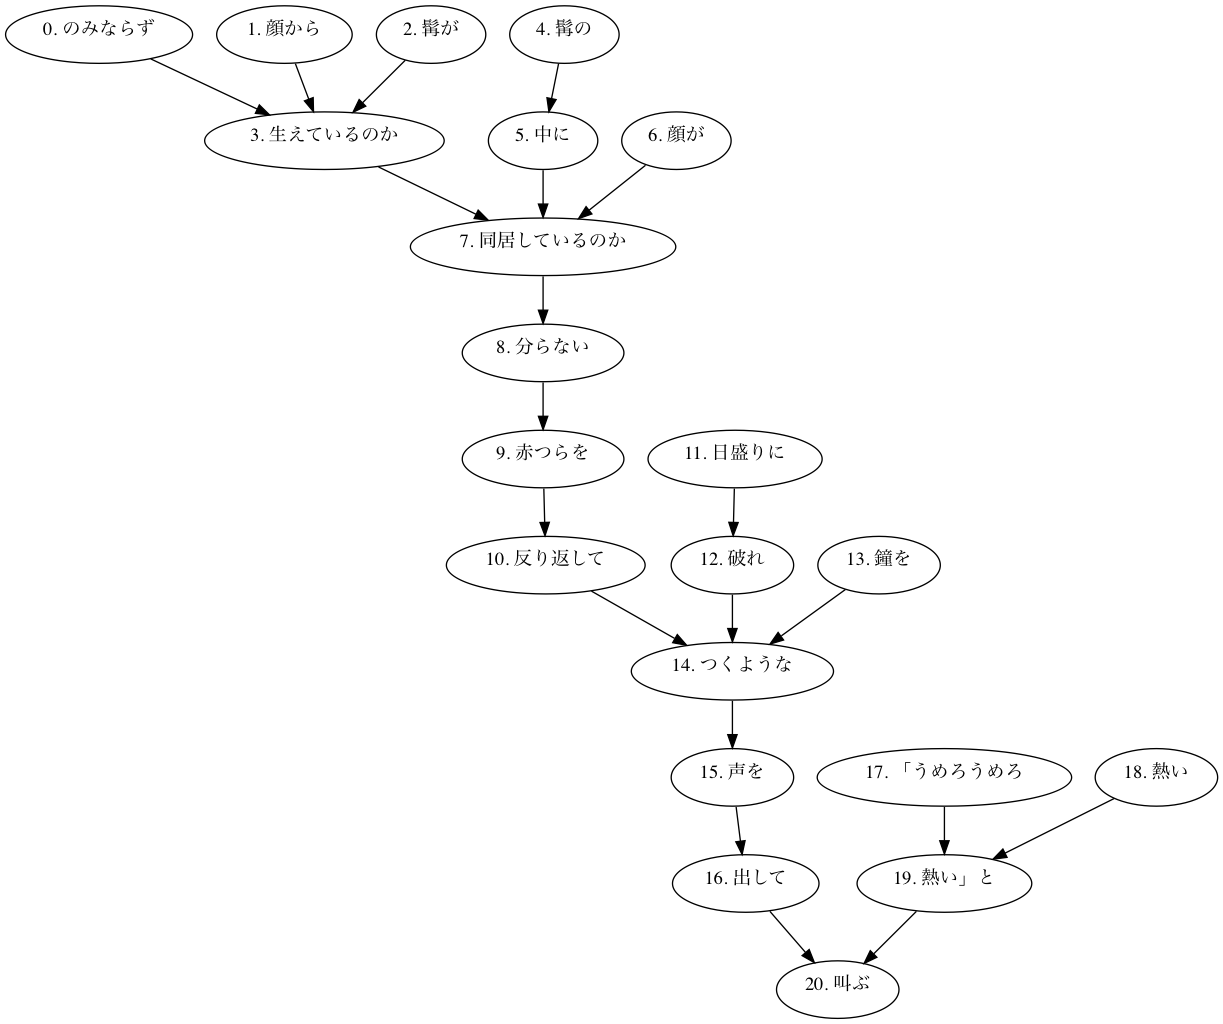 0. のみならず
1. 顔から
2. 髯が
4. 髯の
3. 生えているのか
5. 中に
6. 顔が
7. 同居しているのか
8. 分らない
9. 赤つらを
11. 日盛りに
10. 反り返して
12. 破れ
13. 鐘を
14. つくような
15. 声を
17. 「うめろうめろ
18. 熱い
16. 出して
19. 熱い」と
20. 叫ぶ